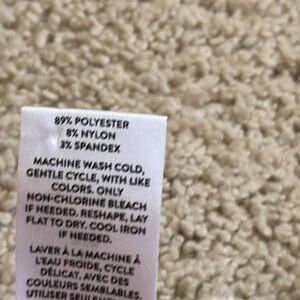 89% POLYESTER
8% NYLON
3% SPANDEX
MACHINE WASH COLD,
GENTLE CYCLE, WITH LIKE
COLORS. ONLY
NON-CHLORINE BLEACH
IF NEEDED. RESHAPE, LAY
FLAT TO DRY. COOL IRON
IF NEEDED.
LAVER À LA MACHINE À
L'EAU FROIDE, CYCLE
DÉLICAT, AVEC DES
COULEURS SEMBLABLES.
UTILISER SEULEMENT